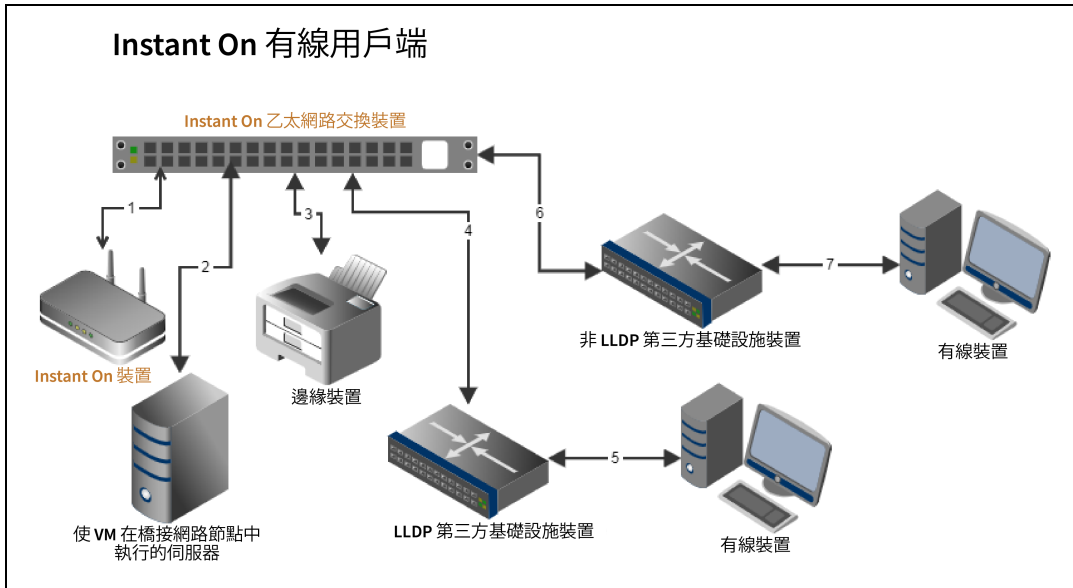 Instant On 有線用戶端
Instant On 乙太網路交換裝置
1
2
3
4
6
7
Instant On 裝置
邊緣裝置
非 LLDP 第三方基礎設施裝置
有線裝置
5
使 VM 在橋接網路節點中
執行的伺服器
LLDP 第三方基礎設施裝置
有線裝置